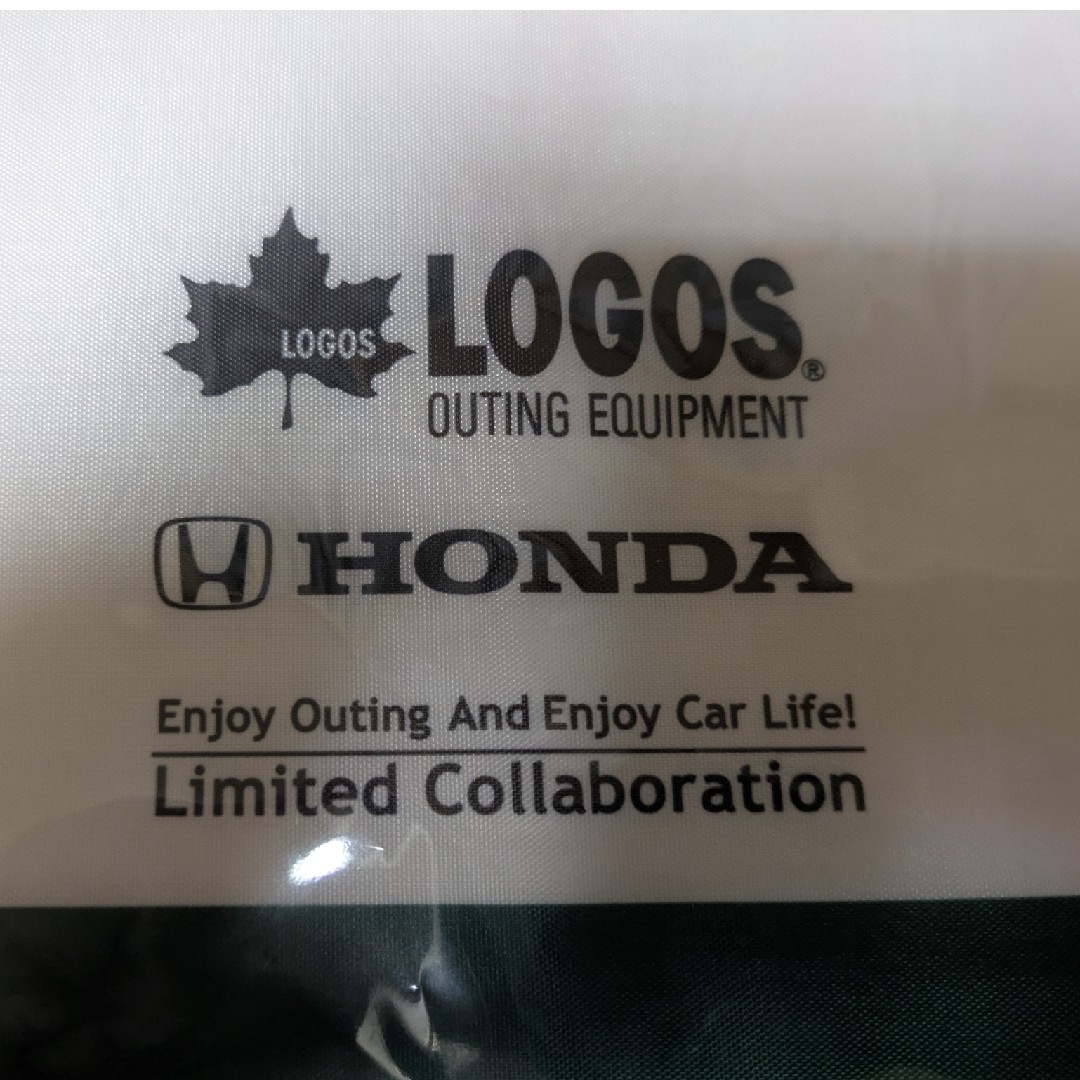 LOGOS
LOGOS®
OUTING EQUIPMENT
HONDA
Enjoy Outing And Enjoy Car Life!
Limited Collaboration